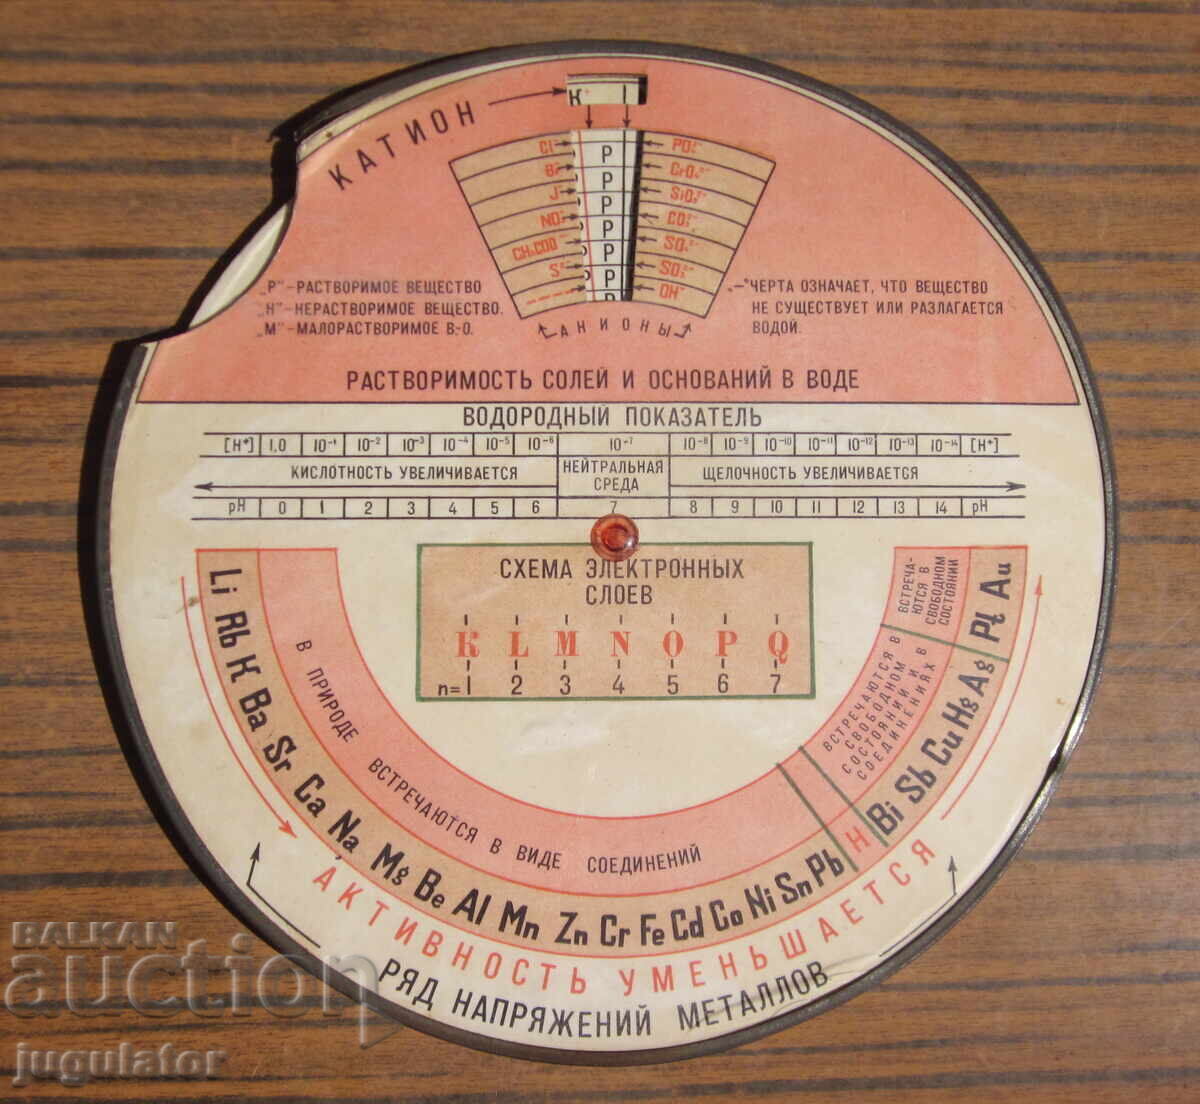 КАТИОН
K⁺ I
Cl⁻ P PO₄³⁻
Br⁻ P CrO₄²⁻
J⁻ P SiO₃²⁻
NO₃⁻ P CO₃²⁻
CH₃COO⁻ P SO₄²⁻
S²⁻ P SO₃²⁻
P OH⁻
АНИОНЫ
„Р"-РАСТВОРИМОЕ ВЕЩЕСТВО
„Н"-НЕРАСТВОРИМОЕ ВЕЩЕСТВО.
„М"-МАЛОРАСТВОРИМОЕ В-О.
„–"ЧЕРТА ОЗНАЧАЕТ, ЧТО ВЕЩЕСТВО
НЕ СУЩЕСТВУЕТ ИЛИ РАЗЛАГАЕТСЯ
ВОДОЙ.
РАСТВОРИМОСТЬ СОЛЕЙ И ОСНОВАНИЙ В ВОДЕ
ВОДОРОДНЫЙ ПОКАЗАТЕЛЬ
[H⁺] 1,0 10⁻¹ 10⁻² 10⁻³ 10⁻⁴ 10⁻⁵ 10⁻⁶ 10⁻⁷ 10⁻⁸ 10⁻⁹ 10⁻¹⁰ 10⁻¹¹ 10⁻¹² 10⁻¹³ 10⁻¹⁴ [H⁺]
КИСЛОТНОСТЬ УВЕЛИЧИВАЕТСЯ
НЕЙТРАЛЬНАЯ
СРЕДА
ЩЕЛОЧНОСТЬ УВЕЛИЧИВАЕТСЯ
pH 0 1 2 3 4 5 6 7 8 9 10 11 12 13 14 pH
СХЕМА ЭЛЕКТРОННЫХ
СЛОЕВ
K L M N O P Q
n= 1 2 3 4 5 6 7
В ПРИРОДЕ ВСТРЕЧАЮТСЯ В ВИДЕ СОЕДИНЕНИЙ
ВСТРЕЧАЮТСЯ В
СВОБОДНОМ
СОСТОЯНИИ И В
СОЕДИНЕНИЯХ
ВСТРЕЧА-
ЮТСЯ В
СВОБОДНОМ
СОСТОЯНИИ
Li Rb K Ba Sr Ca Na Mg Be Al Mn Zn Cr Fe Cd Co Ni Sn Pb H Bi Sb Cu Hg Ag Pt Au
АКТИВНОСТЬ УМЕНЬШАЕТСЯ
РЯД НАПРЯЖЕНИЙ МЕТАЛЛОВ
BALKAN
auction
jugulator